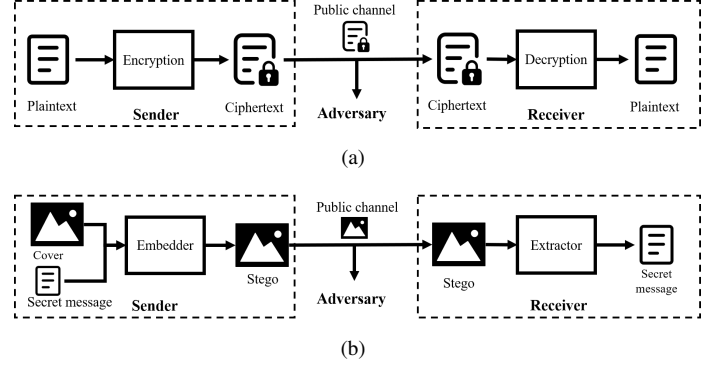 Public channel
Encryption
Decryption
Plaintext
Sender
Ciphertext
Adversary
Ciphertext
Receiver
Plaintext
(a)
Public channel
Embedder
Extractor
Cover
Secret message
Sender
Stego
Adversary
Stego
Receiver
Secret
message
(b)